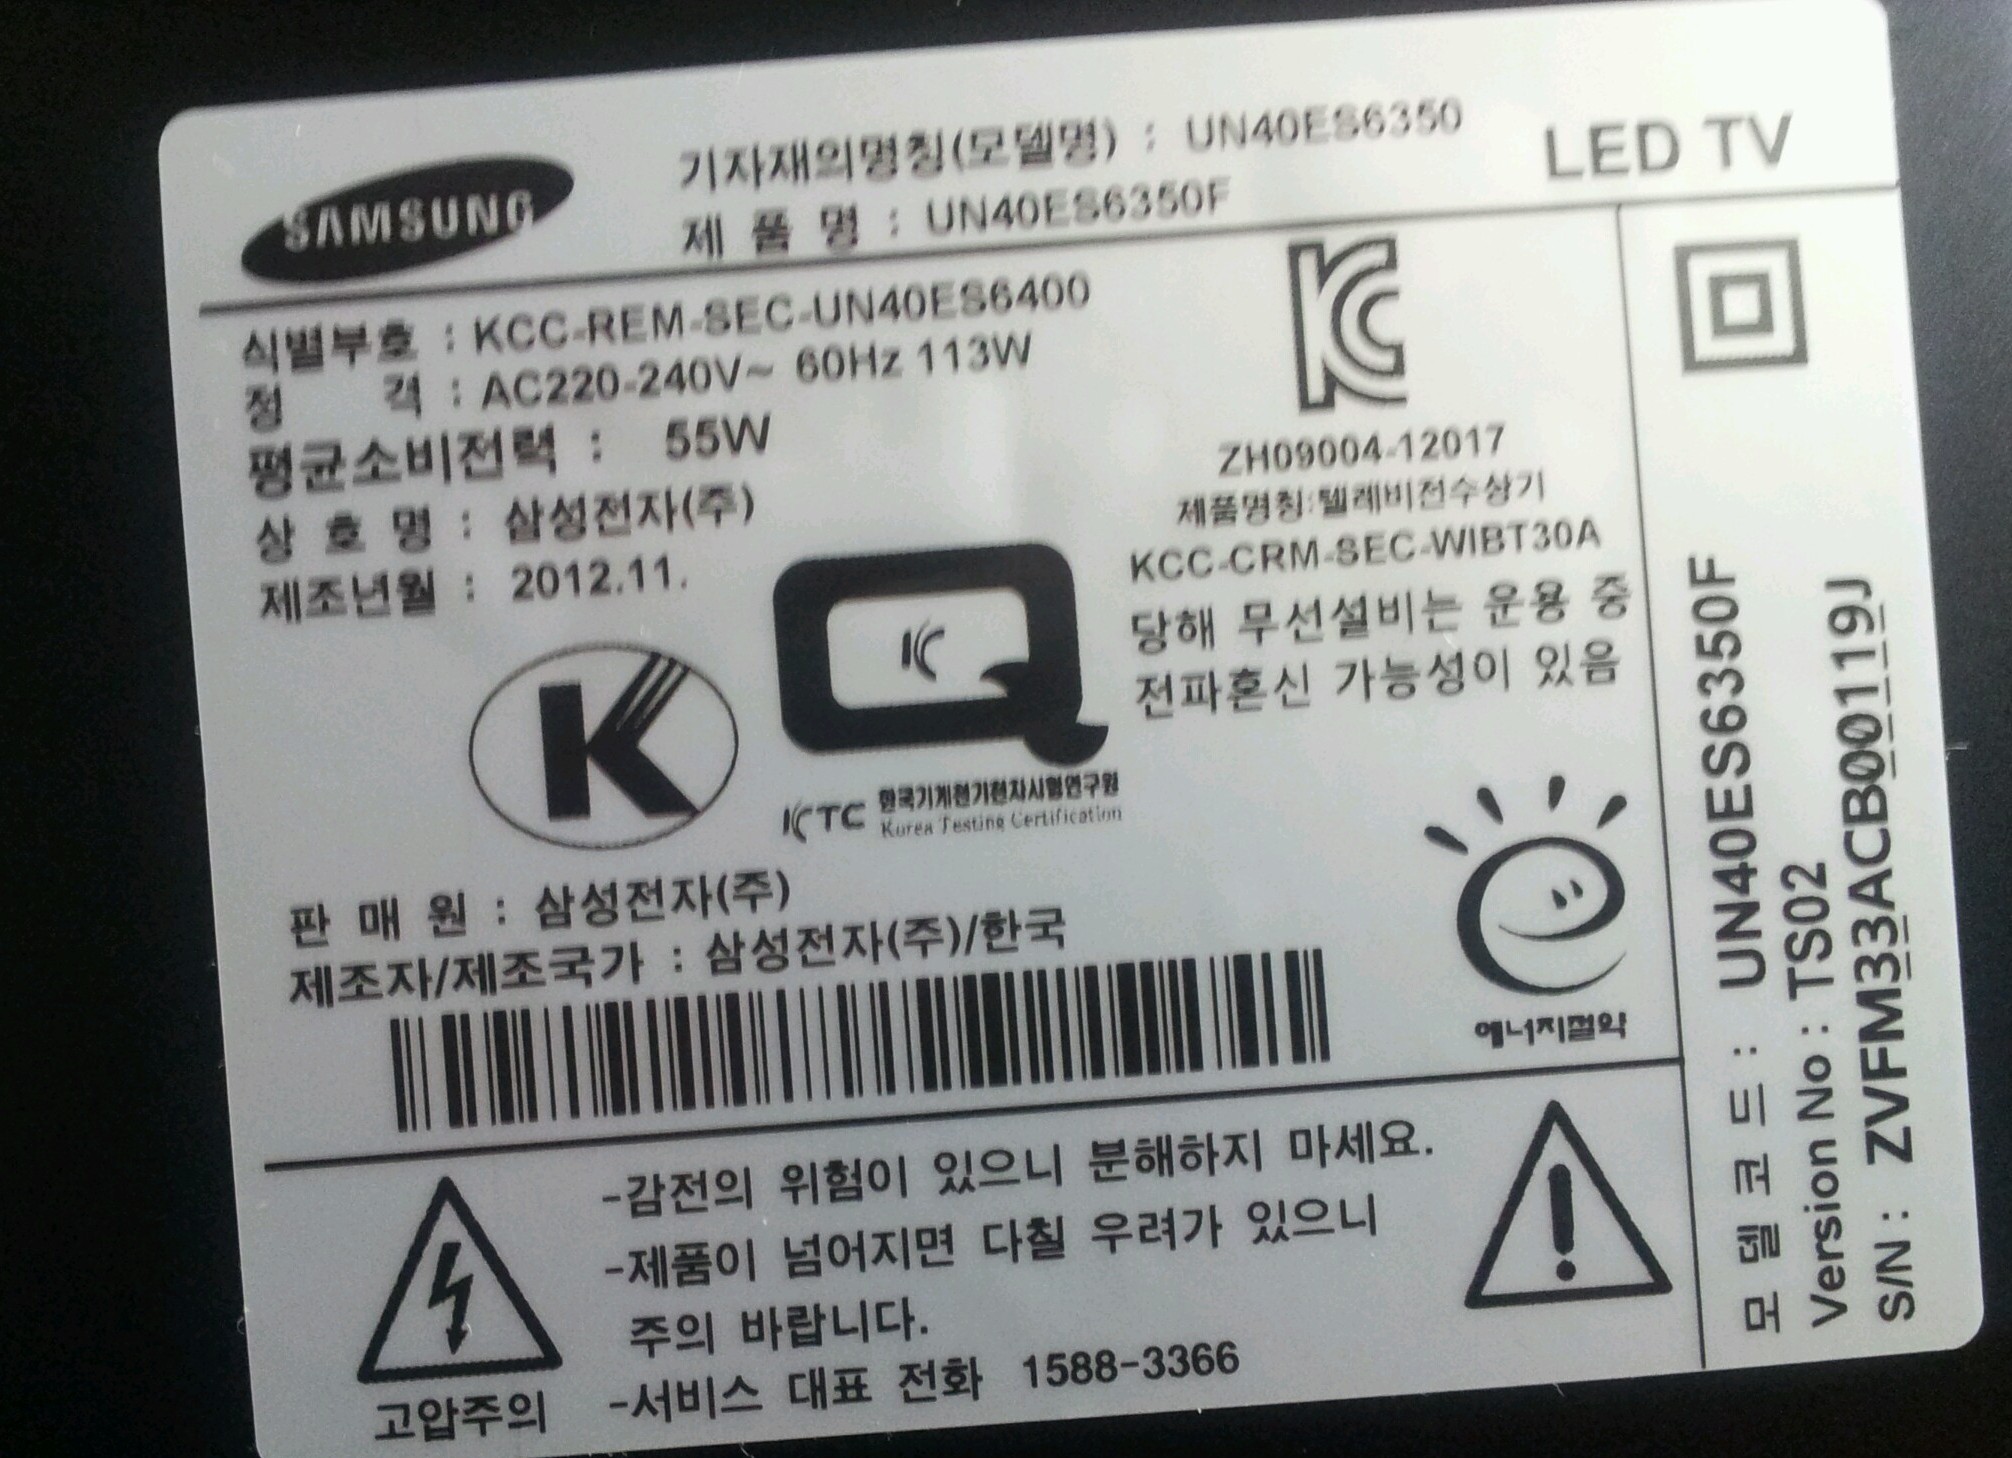 SAMSUNG
기자재의명칭(모델명) : UN40ES6350
제 품 명 : UN40ES6350F
LED TV
식별부호 : KCC-REM-SEC-UN40ES6400
정 격 : AC220-240V~ 60Hz 113W
평균소비전력 : 55W
상 호 명 : 삼성전자(주)
제조년월 : 2012.11.
ZH09004-12017
제품명칭:텔레비전수상기
KCC-CRM-SEC-WIBT30A
당해 무선설비는 운용 중
전파혼신 가능성이 있음
K
KTC 한국기계전기전자시험연구원
Korea Testing Certification
판 매 원 : 삼성전자(주)
제조자/제조국가 : 삼성전자(주)/한국
에너지절약
고압주의
-감전의 위험이 있으니 분해하지 마세요.
-제품이 넘어지면 다칠 우려가 있으니
주의 바랍니다.
-서비스 대표 전화 1588-3366
모 델 코 드 : UN40ES6350F
Version No : TS02
S/N : ZVFM33ACB00119J